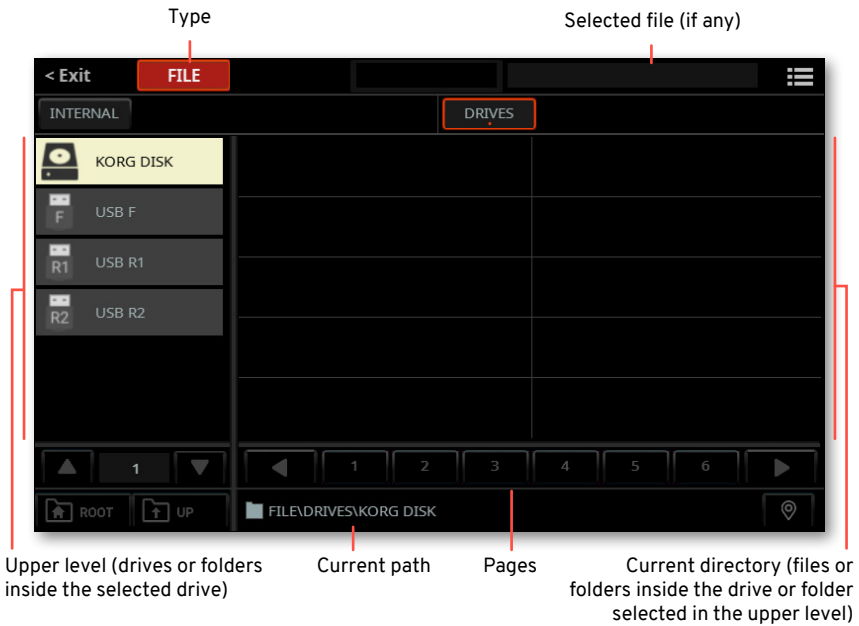 Type
Selected file (if any)
< Exit
FILE
INTERNAL
DRIVES
KORG DISK
F
USB F
R1
USB R1
R2
USB R2
1
1
2
3
4
5
6
ROOT
UP
FILE\DRIVES\KORG DISK
Upper level (drives or folders
inside the selected drive)
Current path
Pages
Current directory (files or
folders inside the drive or folder
selected in the upper level)